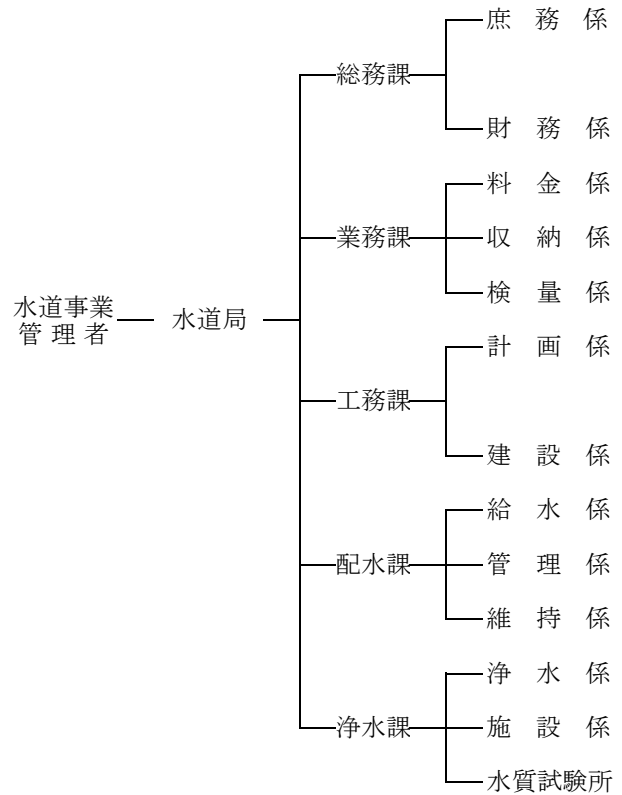 水道事業
管理者
水道局
総務課
庶務係
財務係
業務課
料金係
収納係
検量係
工務課
計画係
建設係
配水課
給水係
管理係
維持係
浄水課
浄水係
施設係
水質試験所